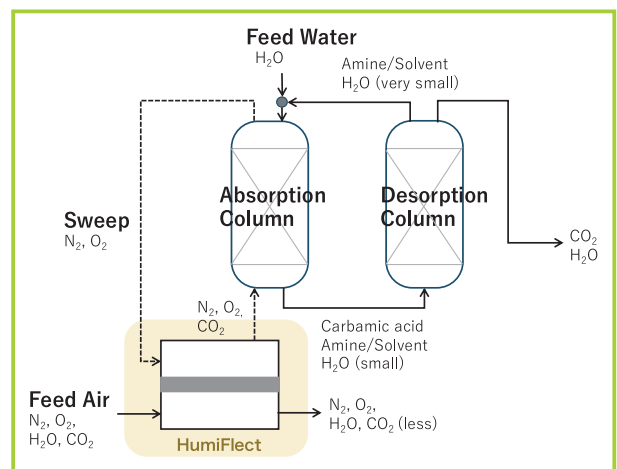 Feed Water
H₂O
Amine/Solvent
H₂O (very small)
Absorption
Column
Desorption
Column
Sweep
N₂, O₂
CO₂
H₂O
N₂, O₂,
CO₂
Carbamic acid
Amine/Solvent
H₂O (small)
Feed Air
N₂, O₂,
H₂O, CO₂
N₂, O₂,
H₂O, CO₂ (less)
HumiFlect